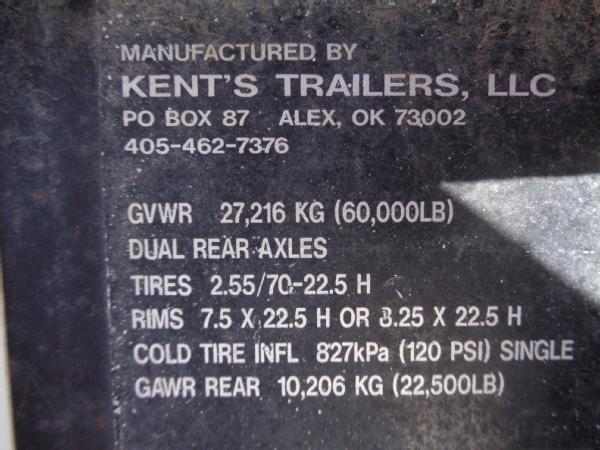 MANUFACTURED BY
KENT'S TRAILERS, LLC
PO BOX 87 ALEX, OK 73002
405-462-7376
GVWR 27,216 KG (60,000LB)
DUAL REAR AXLES
TIRES 2.55/70-22.5 H
RIMS 7.5 X 22.5 H OR 8.25 X 22.5 H
COLD TIRE INFL 827kPa (120 PSI) SINGLE
GAWR REAR 10,206 KG (22,500LB)